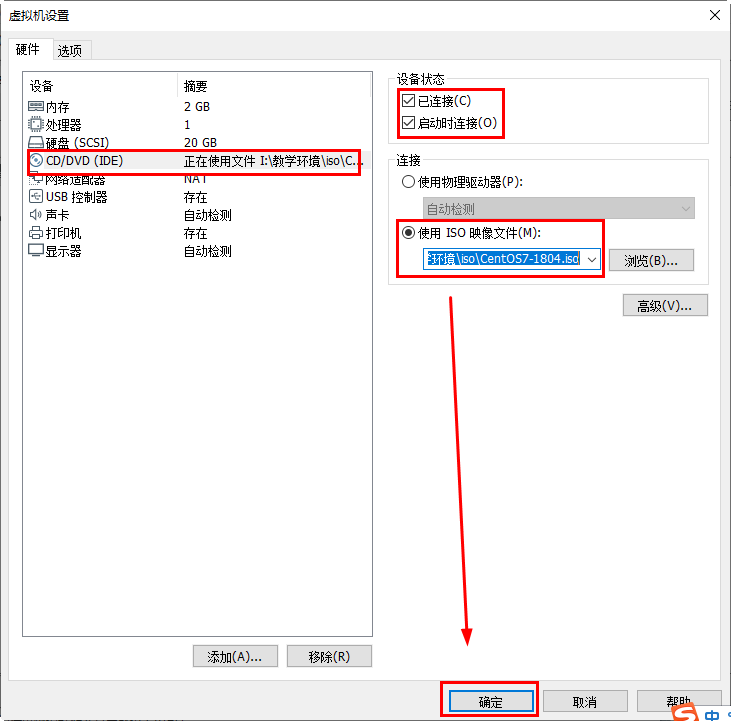 虚拟机设置
硬件 选项
设备 摘要
内存 2 GB
处理器 1
硬盘 (SCSI) 20 GB
CD/DVD (IDE) 正在使用文件 I:\教学环境\iso\C...
网络适配器 NAT
USB 控制器 存在
声卡 自动检测
打印机 存在
显示器 自动检测
添加(A)... 移除(R)
设备状态
已连接(C)
启动时连接(O)
连接
使用物理驱动器(P):
自动检测
使用 ISO 映像文件(M):
环境\iso\CentOS7-1804.iso 浏览(B)...
高级(V)...
确定 取消 帮助
中